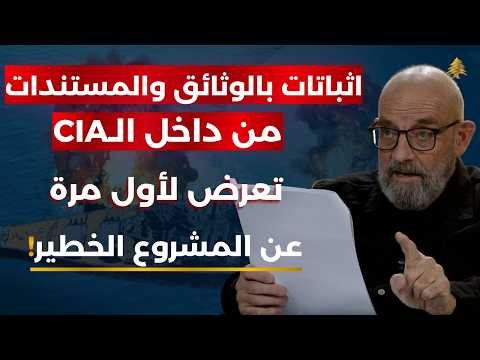 اثباتات بالوثائق والمستندات
من داخل الـCIA
تعرض لأول مرة
عن المشروع الخطير!